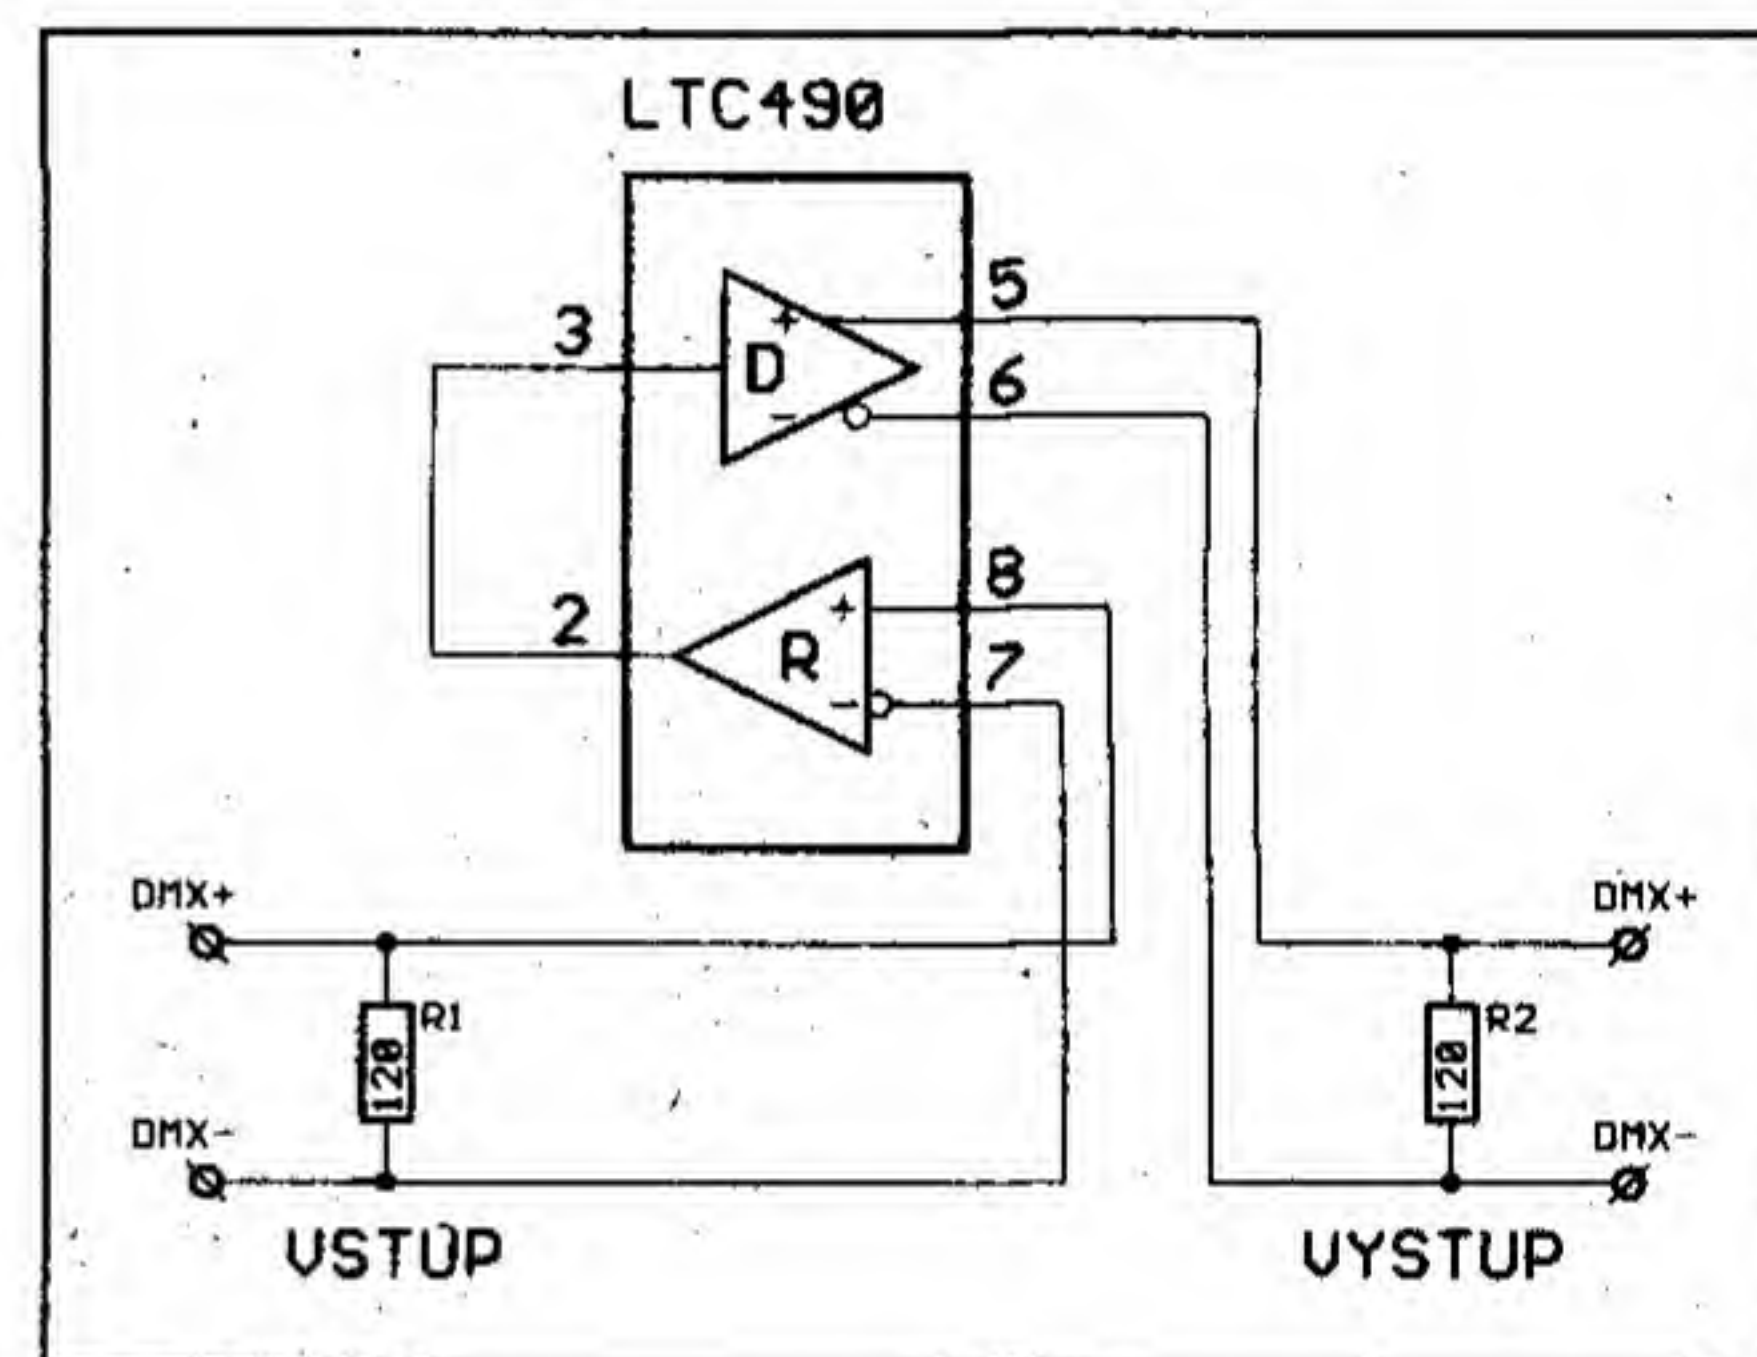 LTC490
5
3
+
D
6
-
8
2
+
R
7
-
DMX+
DMX+
R1
R2
120
120
DMX-
DMX-
VSTUP
VYSTUP